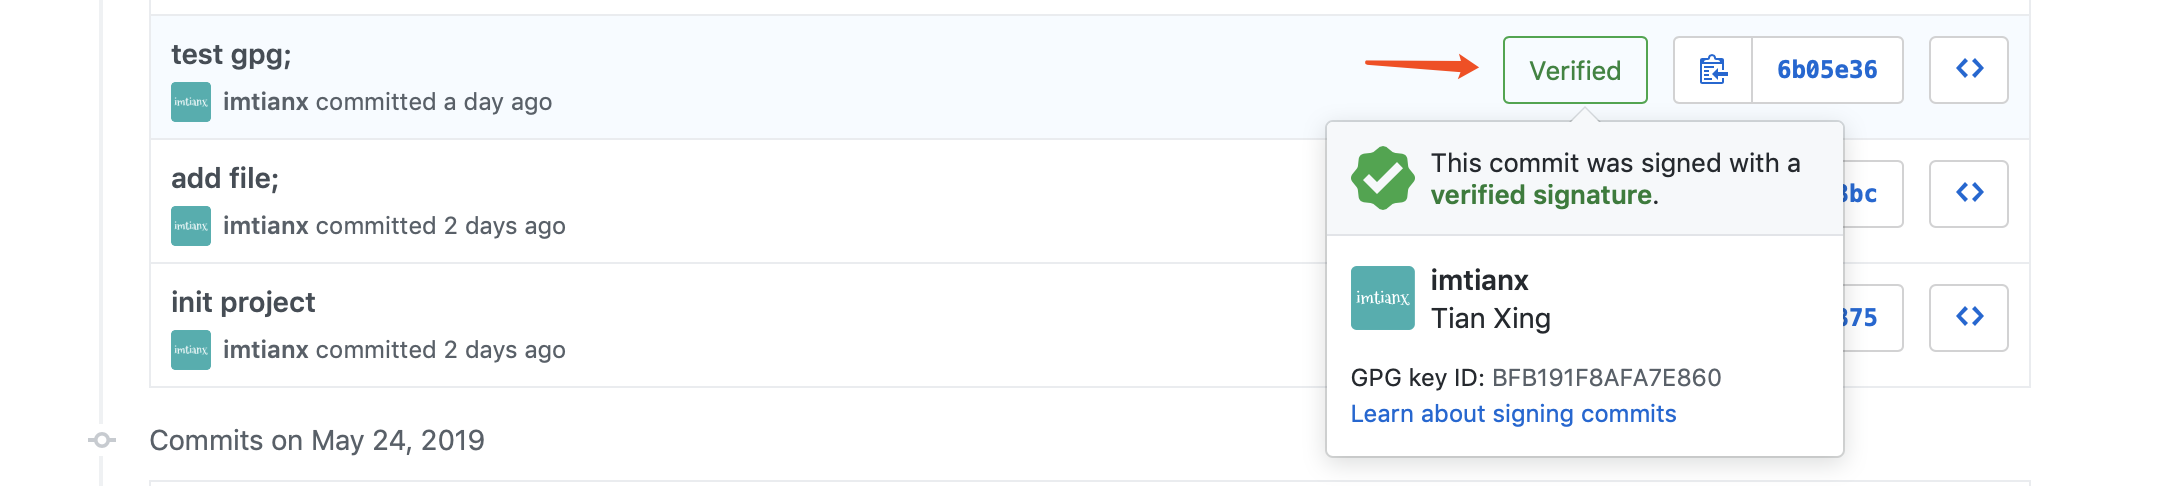 test gpg;
imtianx
imtianx committed a day ago
Verified
6b05e36
This commit was signed with a
verified signature.
add file;
imtianx
imtianx committed 2 days ago
bc
imtianx
Tian Xing
imtianx
init project
imtianx
imtianx committed 2 days ago
75
GPG key ID: BFB191F8AFA7E860
Learn about signing commits
Commits on May 24, 2019